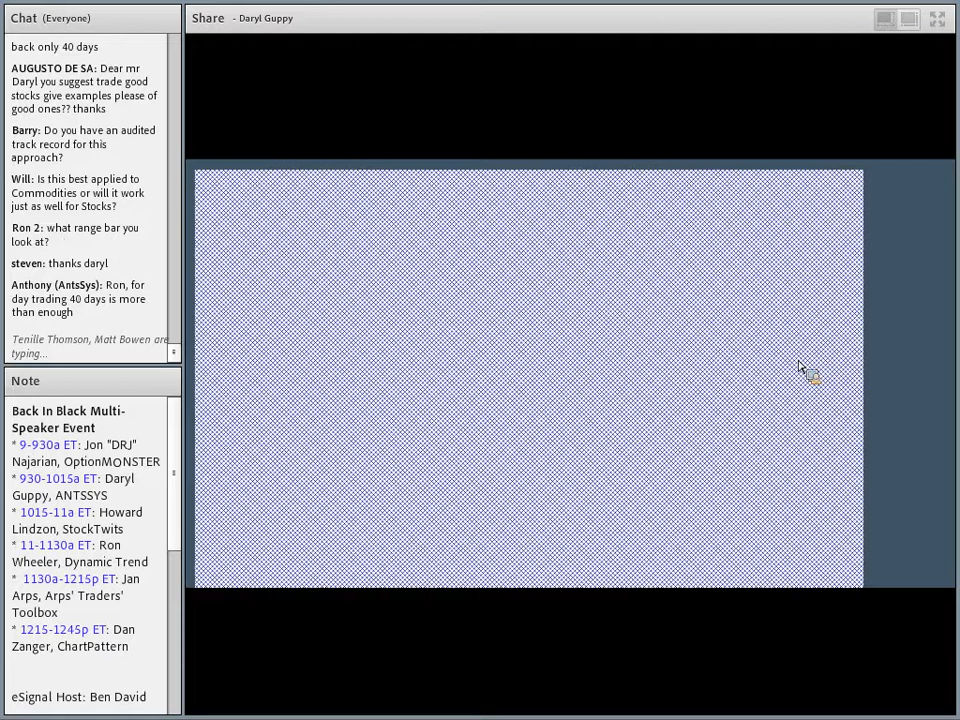 Chat (Everyone)
back only 40 days
AUGUSTO DE SA: Dear mr
Daryl you suggest trade good
stocks give examples please of
good ones?? thanks
Barry: Do you have an audited
track record for this
approach?
Will: Is this best applied to
Commodities or will it work
just as well for Stocks?
Ron 2: what range bar you
look at?
steven: thanks daryl
Anthony (AntsSys): Ron, for
day trading 40 days is more
than enough
Tenille Thomson, Matt Bowen are
typing...
Note
Back In Black Multi-
Speaker Event
* 9-930a ET: Jon "DRJ"
Najarian, OptionMONSTER
* 930-1015a ET: Daryl
Guppy, ANTSSYS
* 1015-11a ET: Howard
Lindzon, StockTwits
* 11-1130a ET: Ron
Wheeler, Dynamic Trend
* 1130a-1215p ET: Jan
Arps, Arps' Traders'
Toolbox
* 1215-1245p ET: Dan
Zanger, ChartPattern
eSignal Host: Ben David
Share - Daryl Guppy